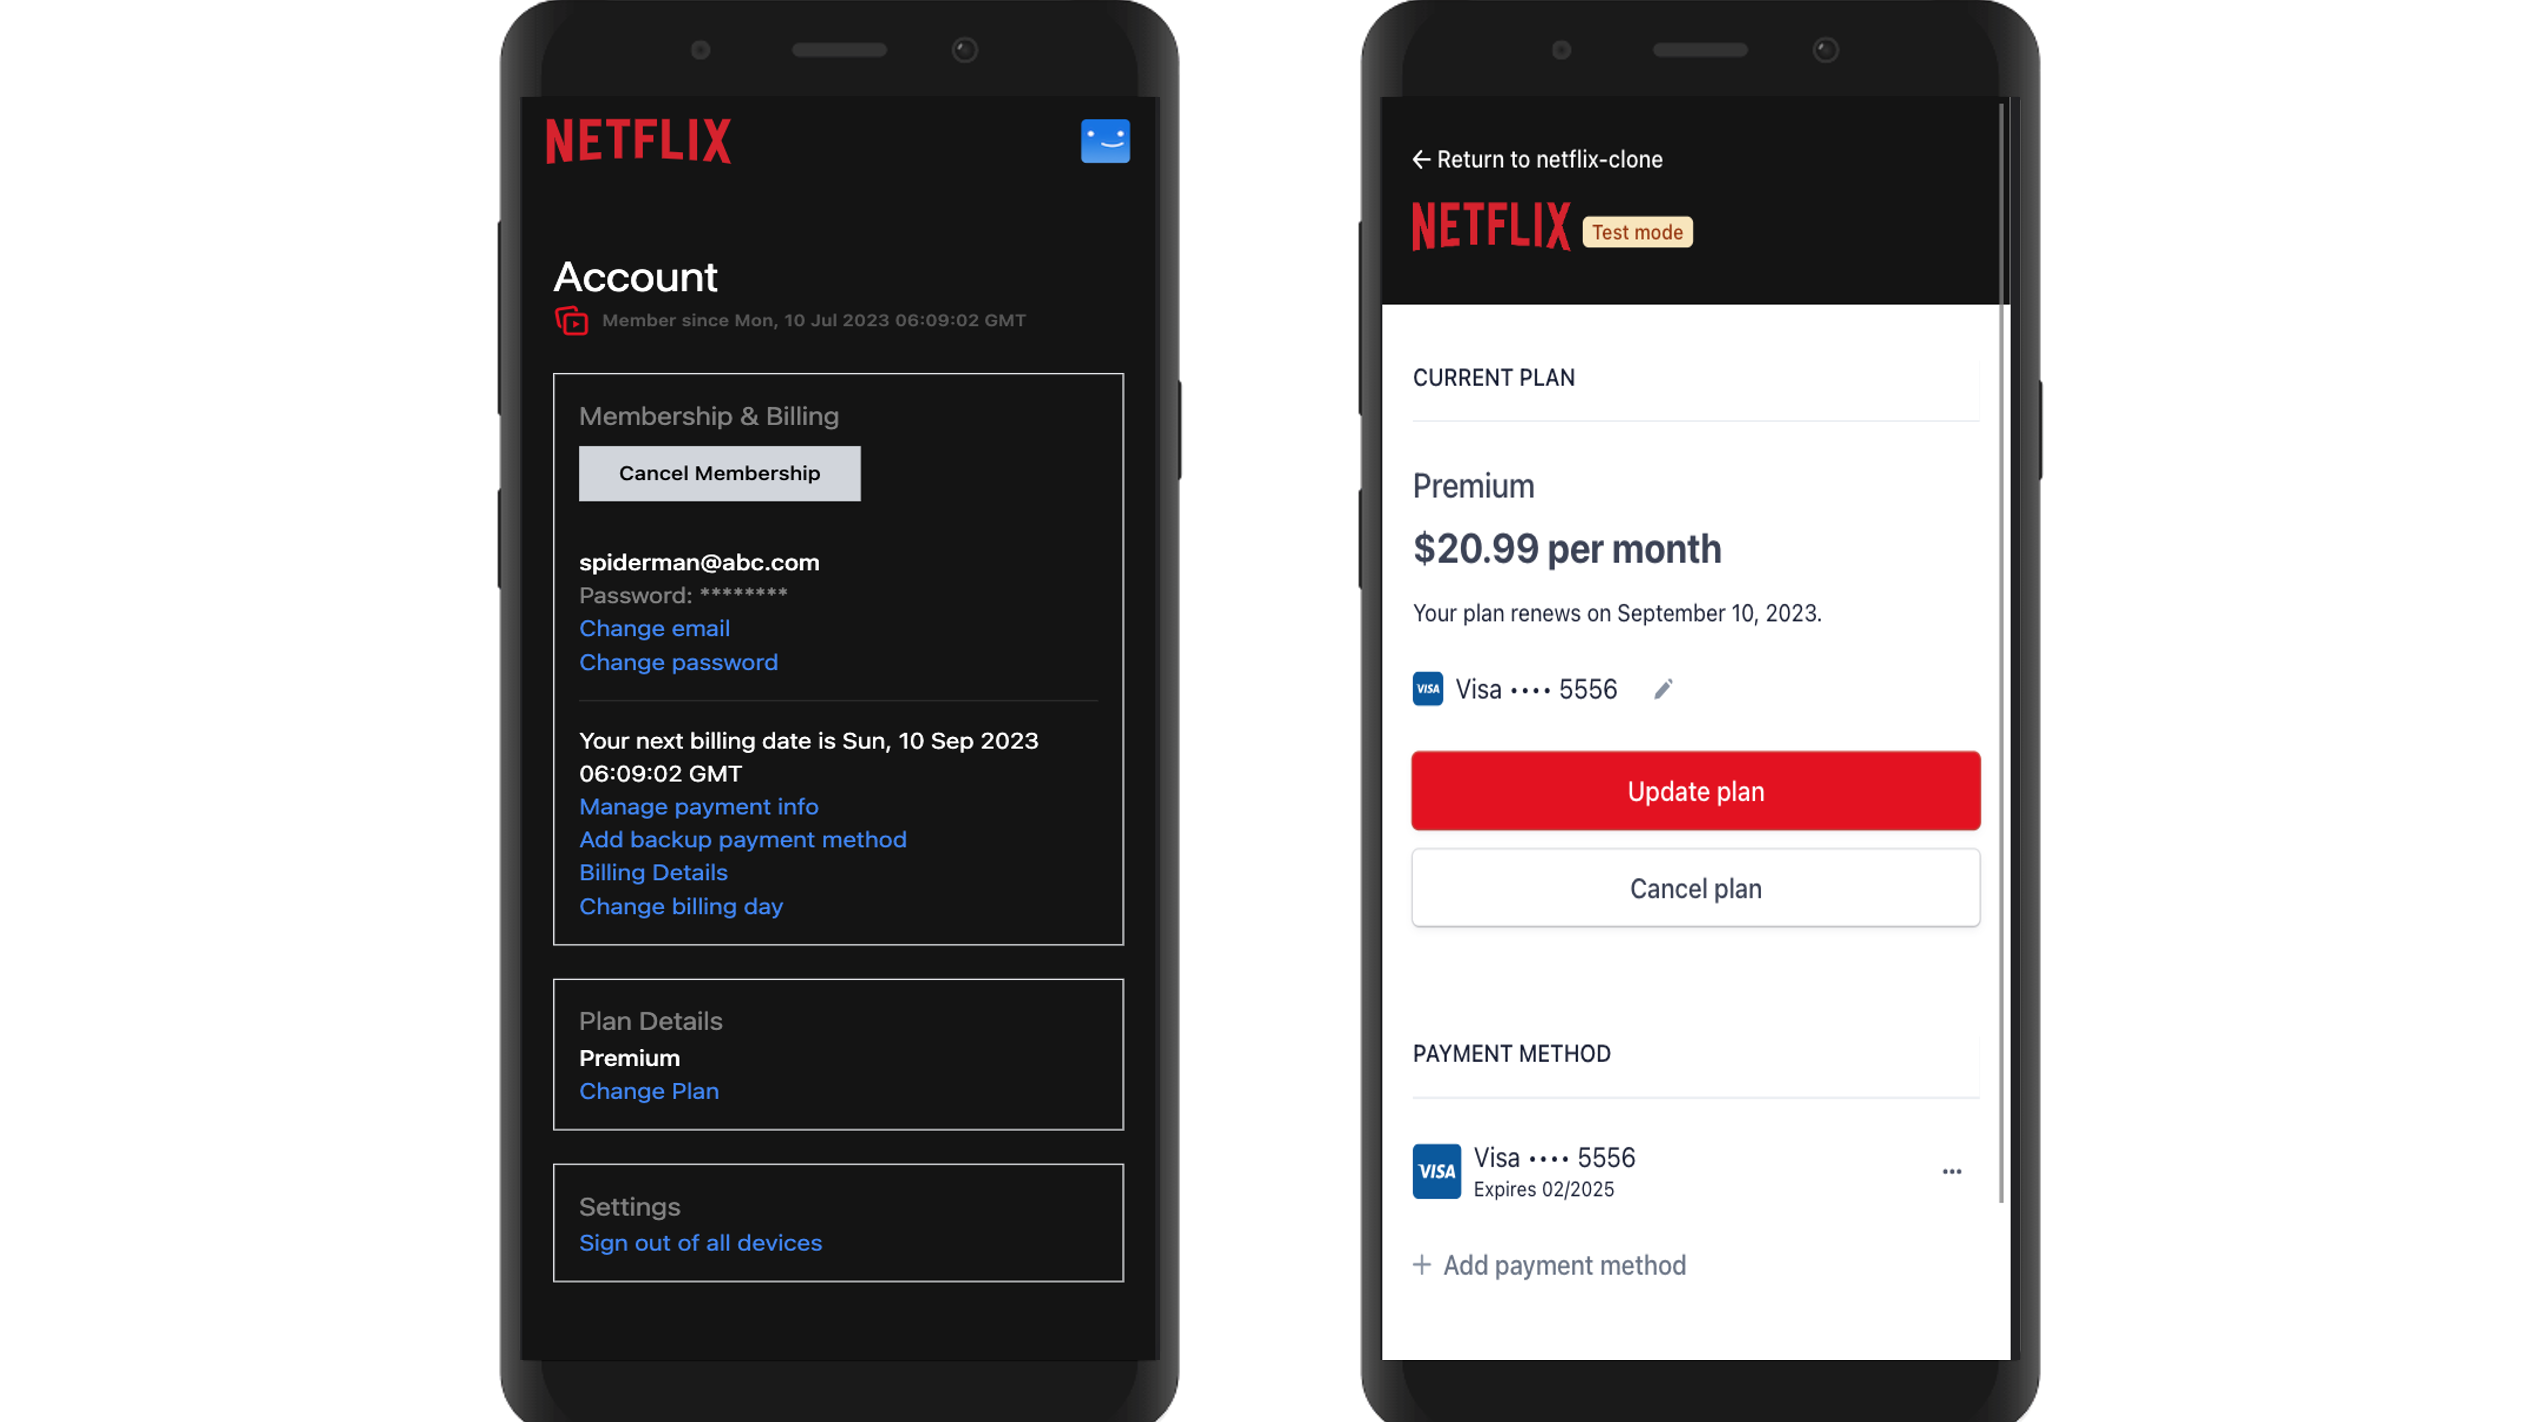 NETFLIX
Account
Member since Mon, 10 Jul 2023 06:09:02 GMT
Membership & Billing
Cancel Membership
spiderman@abc.com
Password: ********
Change email
Change password
Your next billing date is Sun, 10 Sep 2023
06:09:02 GMT
Manage payment info
Add backup payment method
Billing Details
Change billing day
Plan Details
Premium
Change Plan
Settings
Sign out of all devices
← Return to netflix-clone
NETFLIX Test mode
CURRENT PLAN
Premium
$20.99 per month
Your plan renews on September 10, 2023.
VISA Visa •••• 5556
Update plan
Cancel plan
PAYMENT METHOD
VISA Visa •••• 5556
Expires 02/2025
+ Add payment method